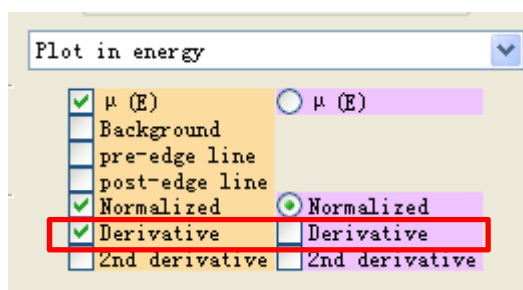 Plot in energy
μ (E) μ (E)
Background
pre-edge line
post-edge line
Normalized Normalized
Derivative Derivative
2nd derivative 2nd derivative